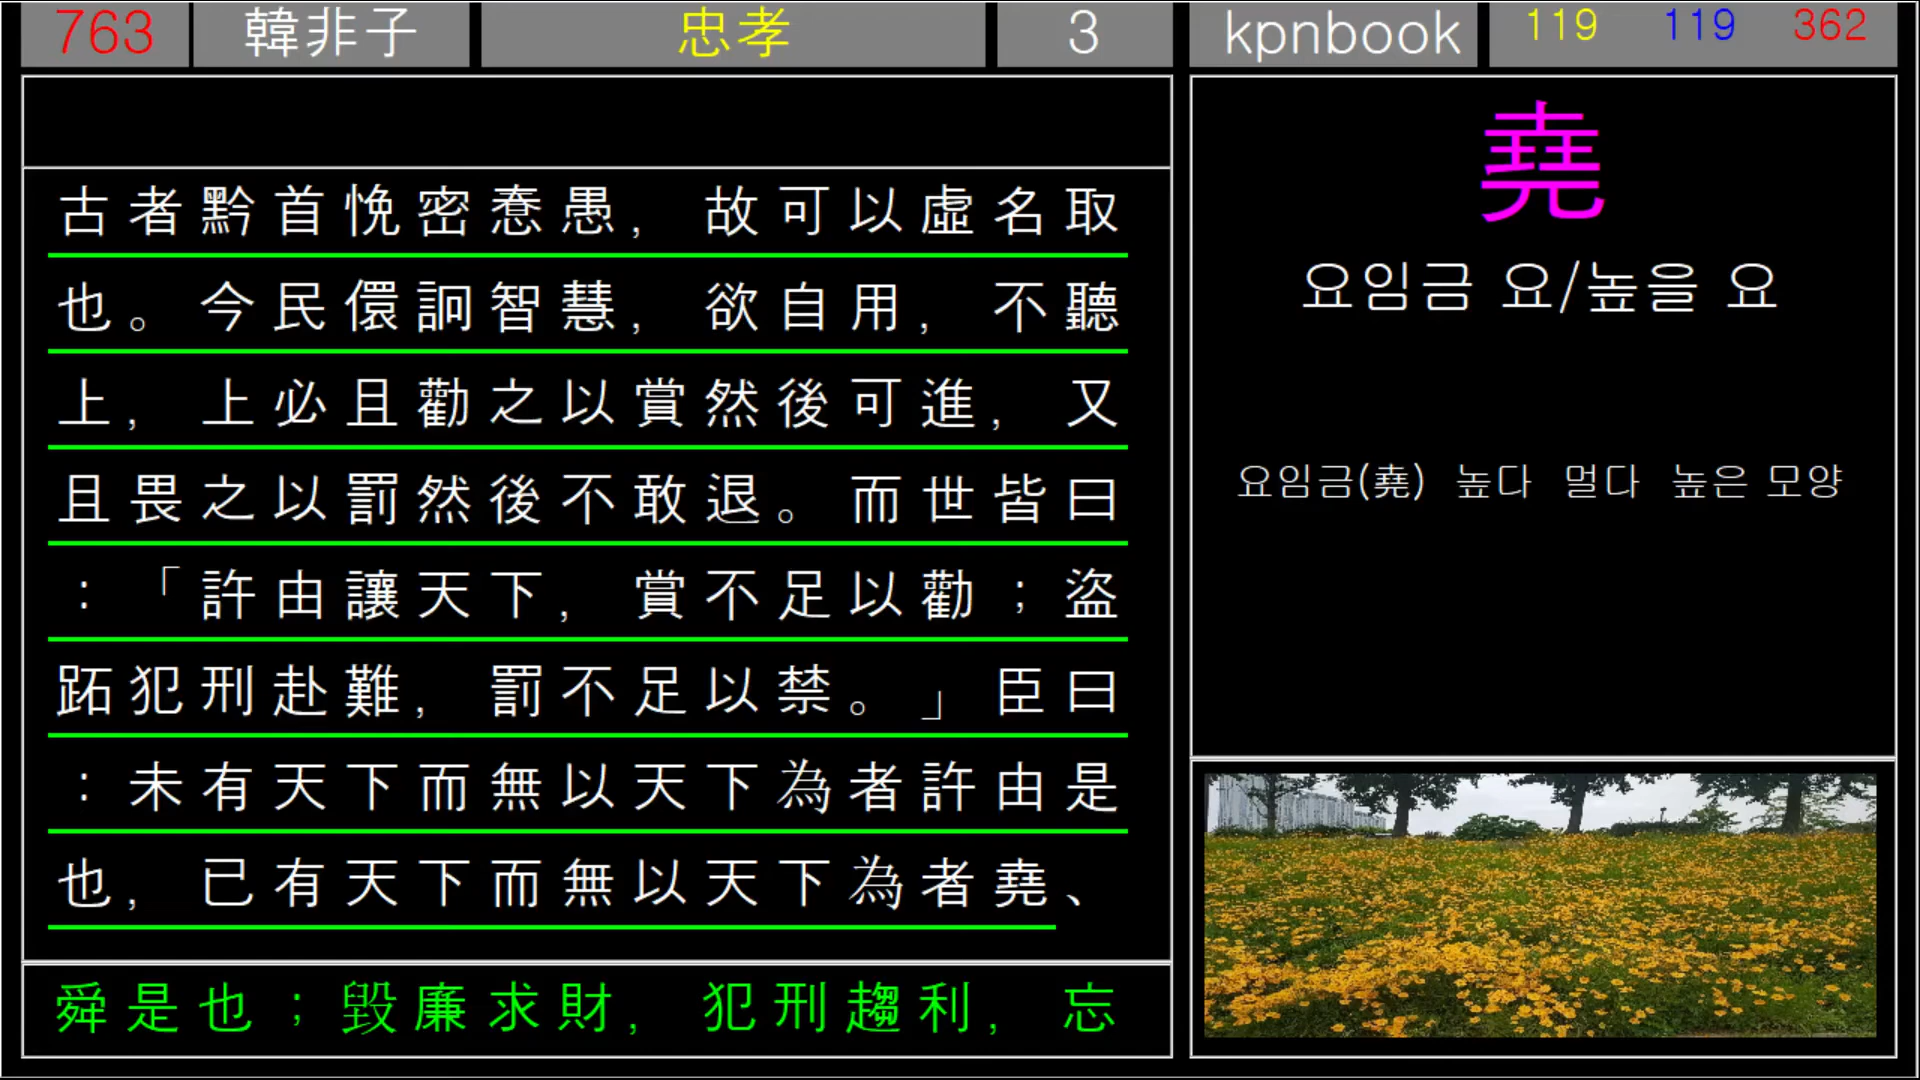 763 韓非子 忠孝 3 kpnbook 119 119 362
古者黔首悗密惷愚, 故可以虛名取
也。今民儇詗智慧, 欲自用, 不聽
上, 上必且勸之以賞然後可進, 又
且畏之以罰然後不敢退。而世皆曰
:「許由讓天下, 賞不足以勸;盜
跖犯刑赴難, 罰不足以禁。」臣曰
:未有天下而無以天下為者許由是
也, 已有天下而無以天下為者堯、
舜是也;毀廉求財, 犯刑趨利, 忘
堯
요임금 요/높을 요
요임금(堯) 높다 멀다 높은 모양